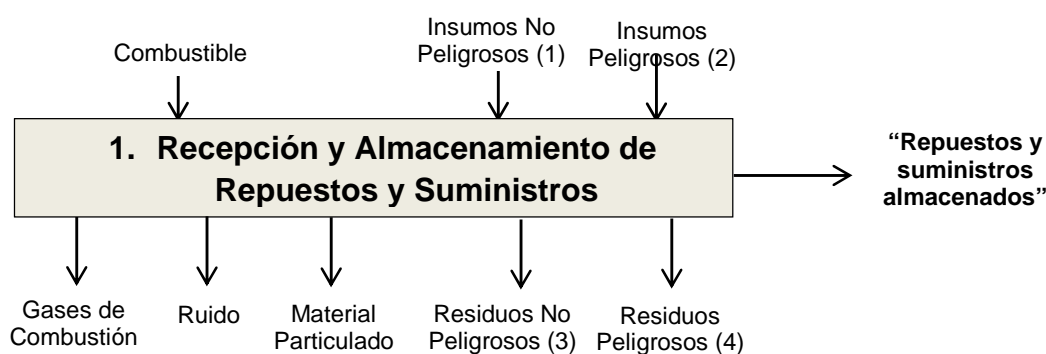 Combustible
Insumos No
Peligrosos (1)
Insumos
Peligrosos (2)
1. Recepción y Almacenamiento de
Repuestos y Suministros
“Repuestos y
suministros
almacenados”
Gases de
Combustión
Ruido
Material
Particulado
Residuos No
Peligrosos (3)
Residuos
Peligrosos (4)